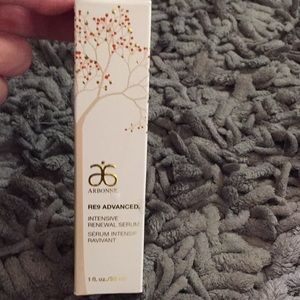 ARBONNE
RE9 ADVANCED®
INTENSIVE
RENEWAL SERUM
SÉRUM INTENSIF
RAVIVANT
1 fl. oz./30 ml